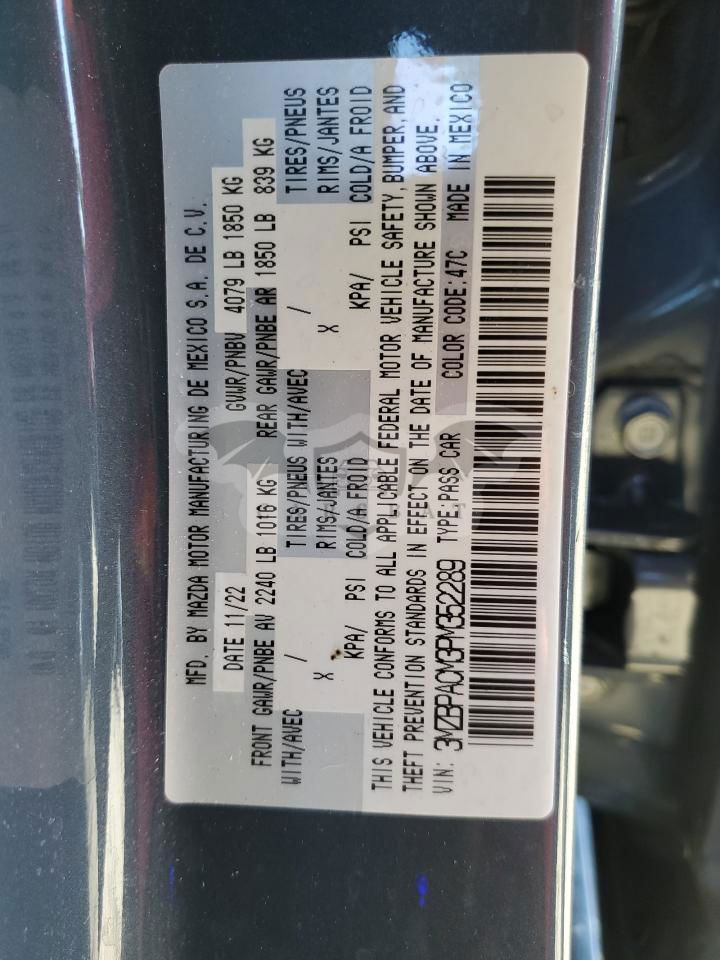 MFD. BY MAZDA MOTOR MANUFACTURING DE MEXICO S.A. DE C.V.
DATE 11/22 GVWR/PNBV 4079 LB 1850 KG
FRONT GAWR/PNBE AV 2240 LB 1016 KG REAR GAWR/PNBE AR 1850 LB 839 KG
WITH/AVEC / TIRES/PNEUS WITH/AVEC / TIRES/PNEUS
X RIMS/JANTES X RIMS/JANTES
KPA/ PSI COLD/A FROID KPA/ PSI COLD/A FROID
THIS VEHICLE CONFORMS TO ALL APPLICABLE FEDERAL MOTOR VEHICLE SAFETY, BUMPER, AND
THEFT PREVENTION STANDARDS IN EFFECT ON THE DATE OF MANUFACTURE SHOWN ABOVE.
VIN: 3MZBPACM3PM352289 TYPE:PASS CAR COLOR CODE:47C MADE IN MEXICO